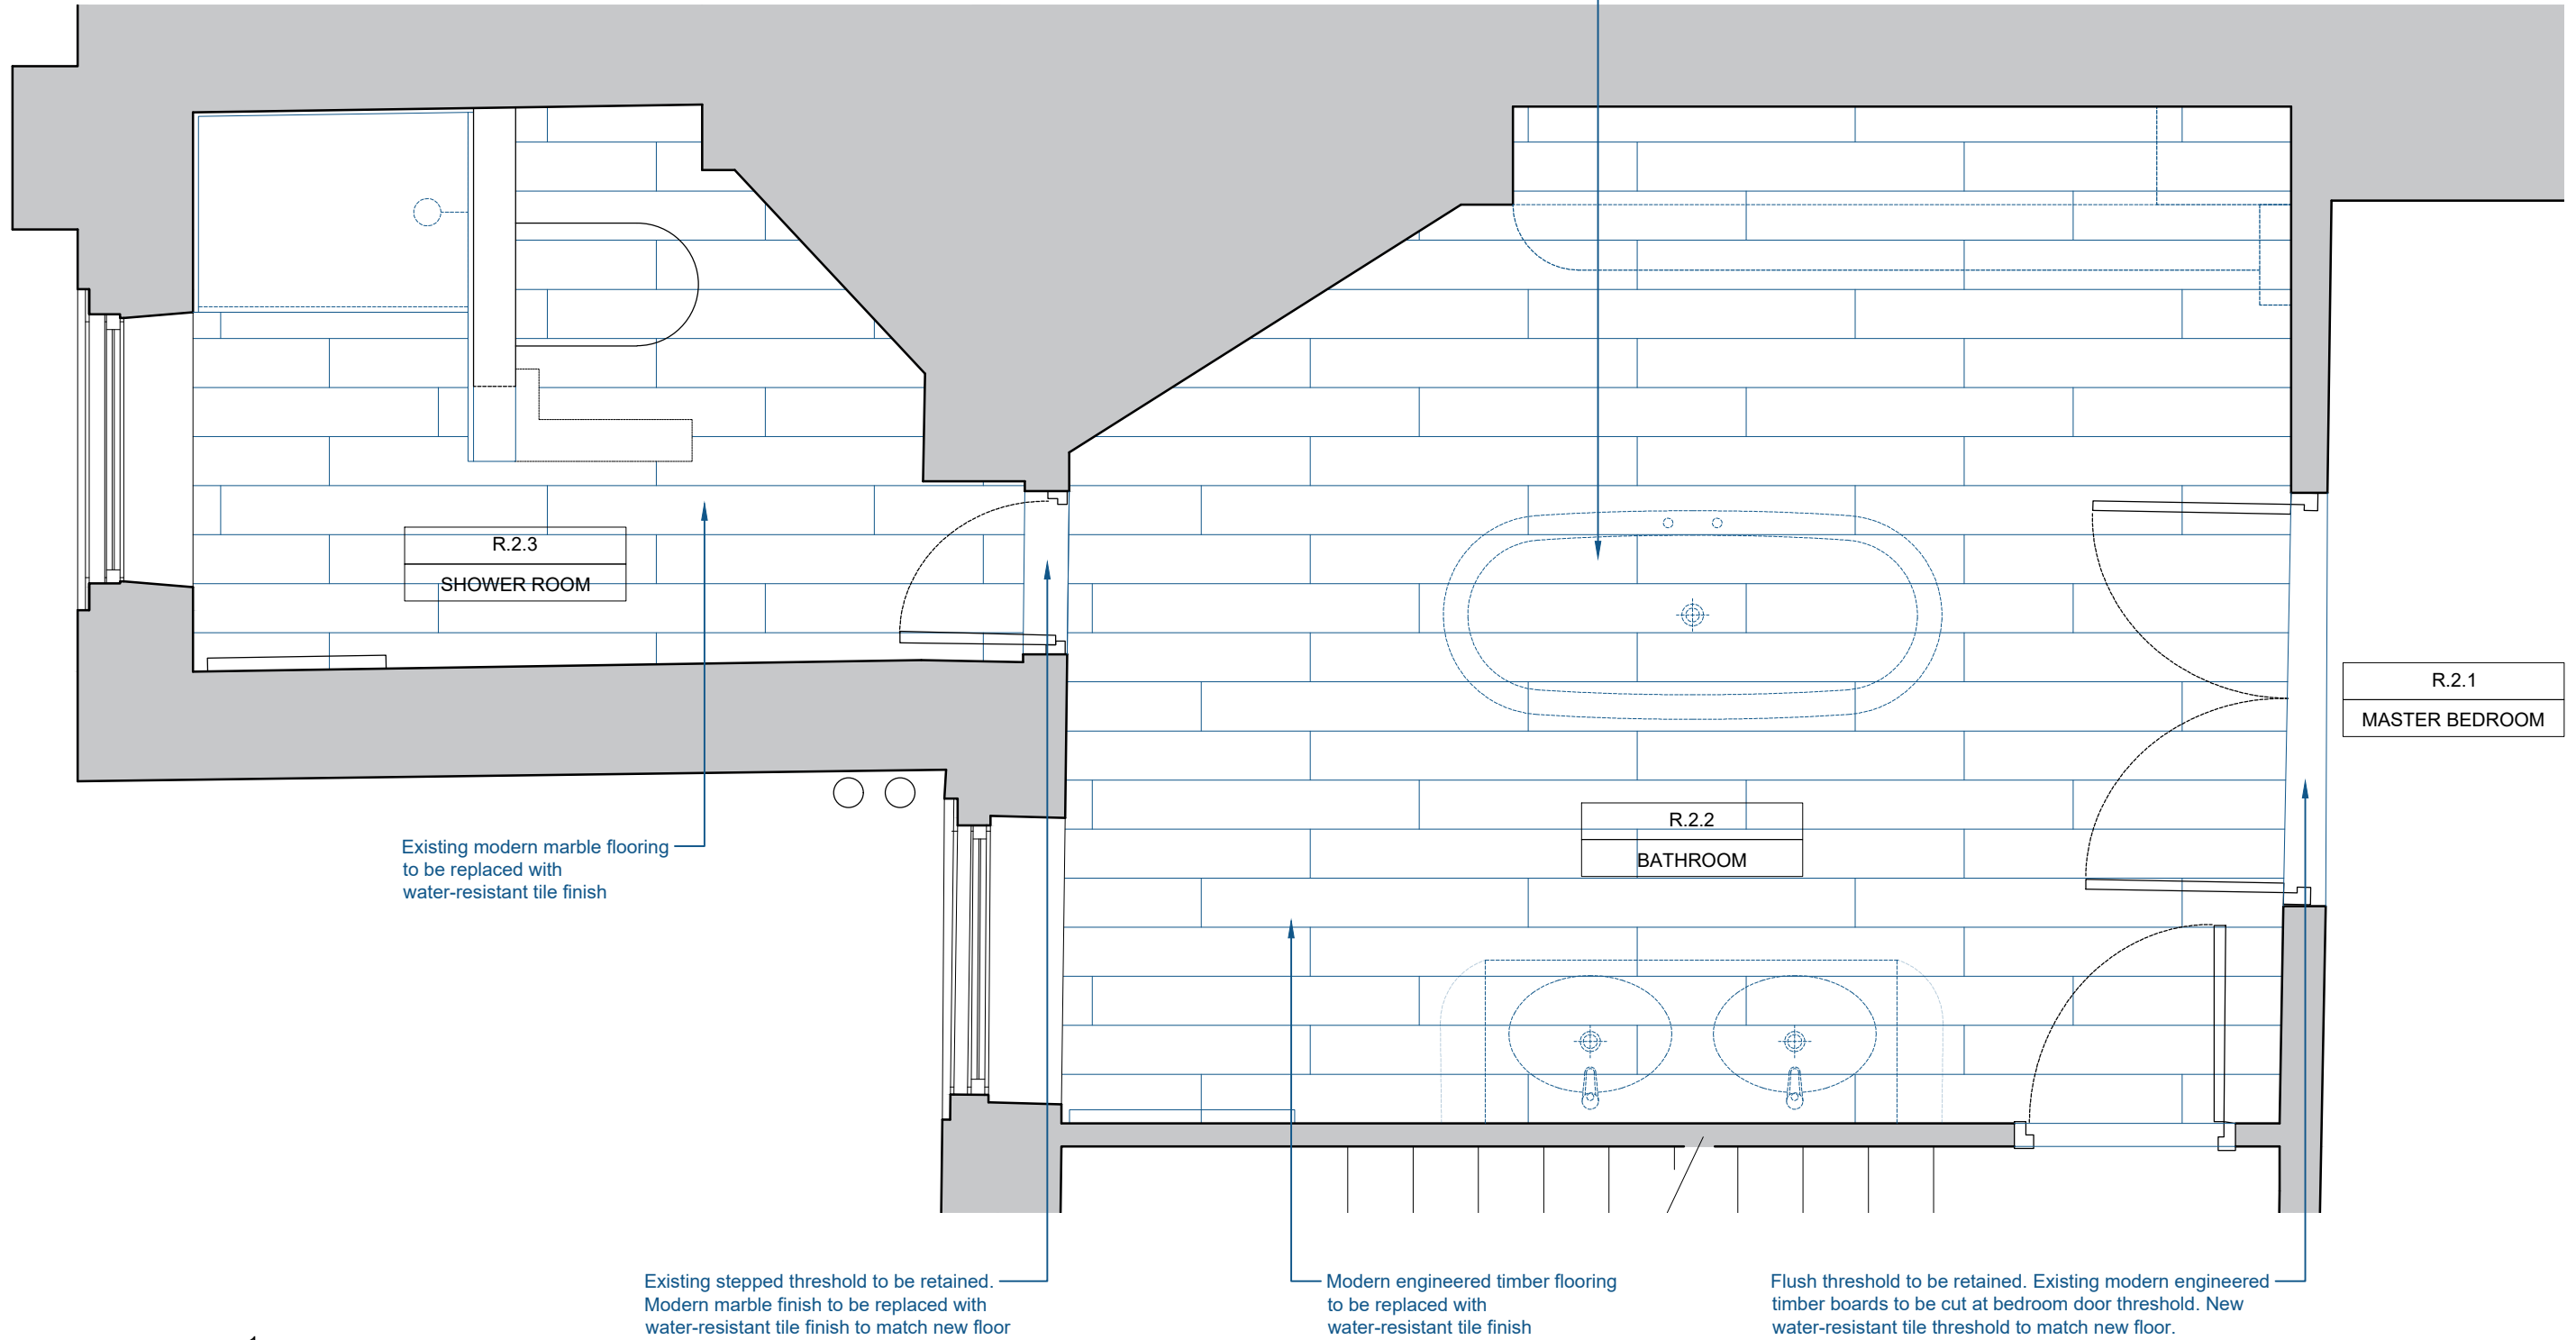 R.2.3
SHOWER ROOM
R.2.1
MASTER BEDROOM
R.2.2
BATHROOM
Existing modern marble flooring
to be replaced with
water-resistant tile finish
Existing stepped threshold to be retained.
Modern marble finish to be replaced with
water-resistant tile finish to match new floor
Modern engineered timber flooring
to be replaced with
water-resistant tile finish
Flush threshold to be retained. Existing modern engineered
timber boards to be cut at bedroom door threshold. New
water-resistant tile threshold to match new floor.